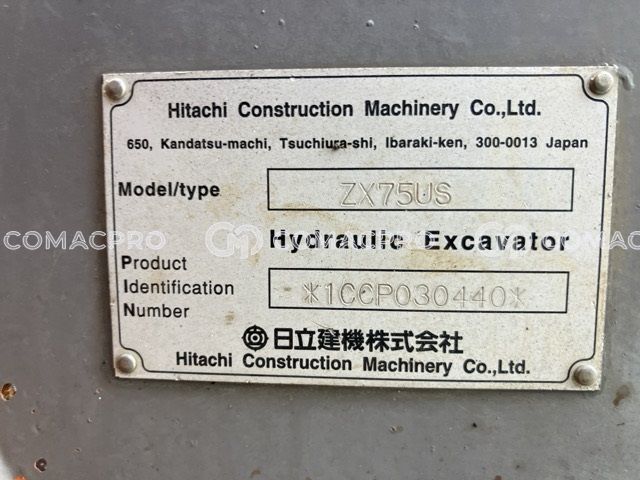 Hitachi Construction Machinery Co.,Ltd.
650, Kandatsu-machi, Tsuchiura-shi, Ibaraki-ken, 300-0013 Japan
Model/type ZX75US
COMACPRO COMACPRO COMAC
Hydraulic Excavator
Product
Identification
Number
*1CCP030440*
日立建機株式会社
Hitachi Construction Machinery Co.,Ltd.